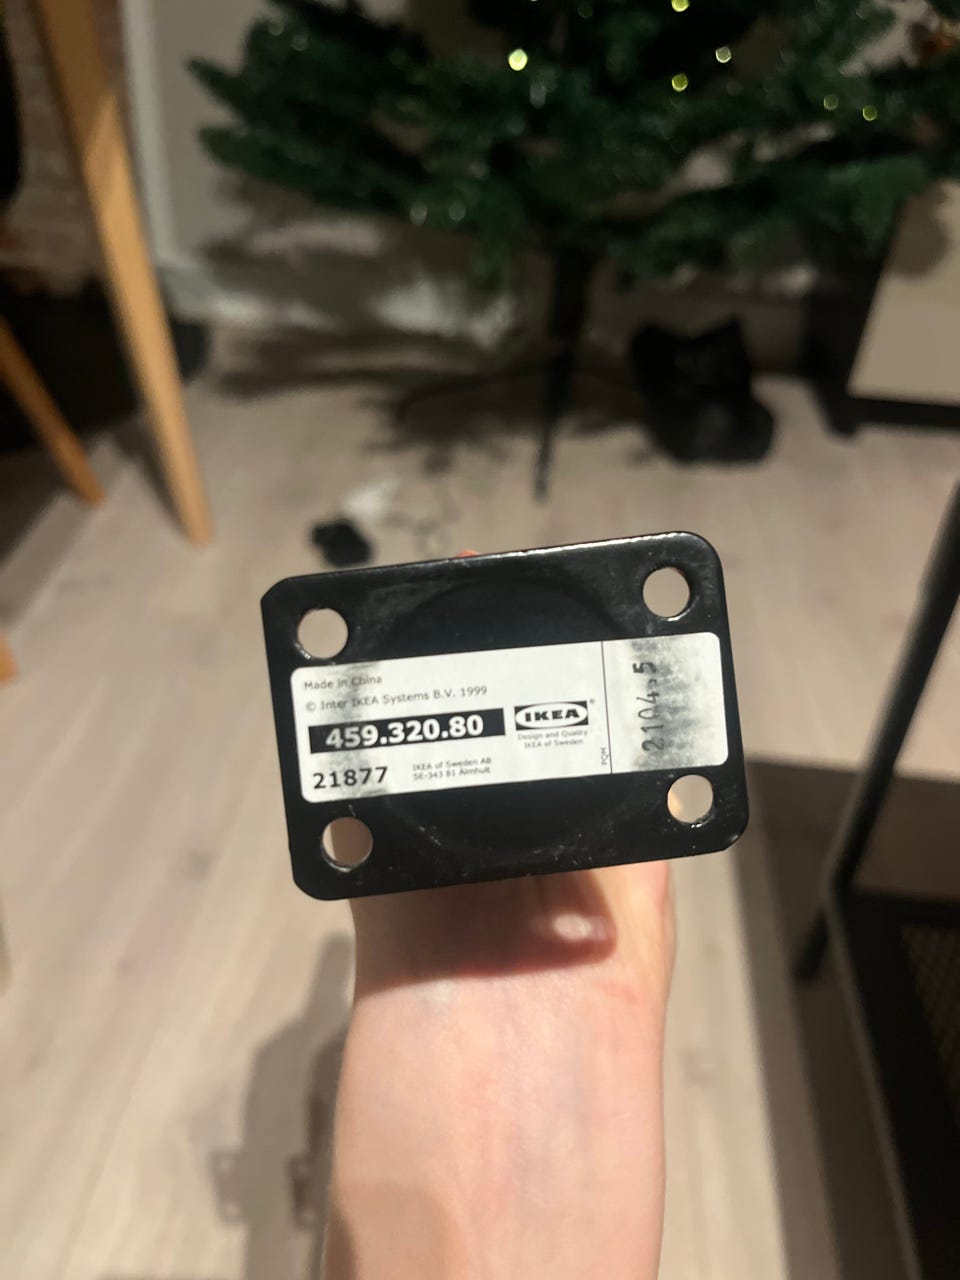 Made in China
© Inter IKEA Systems B.V. 1999
459.320.80
IKEA®
Design and Quality
IKEA of Sweden
21877
IKEA of Sweden AB
SE-343 81 Älmhult
PQM
2104.5